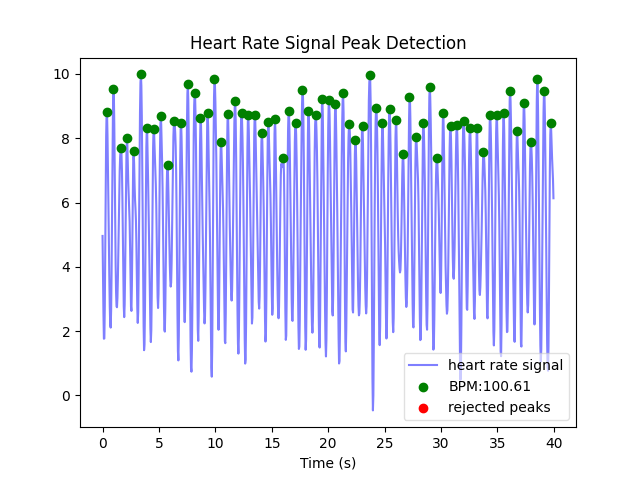 Heart Rate Signal Peak Detection
10
8
6
4
2
0
heart rate signal
BPM:100.61
rejected peaks
0 5 10 15 20 25 30 35 40
Time (s)